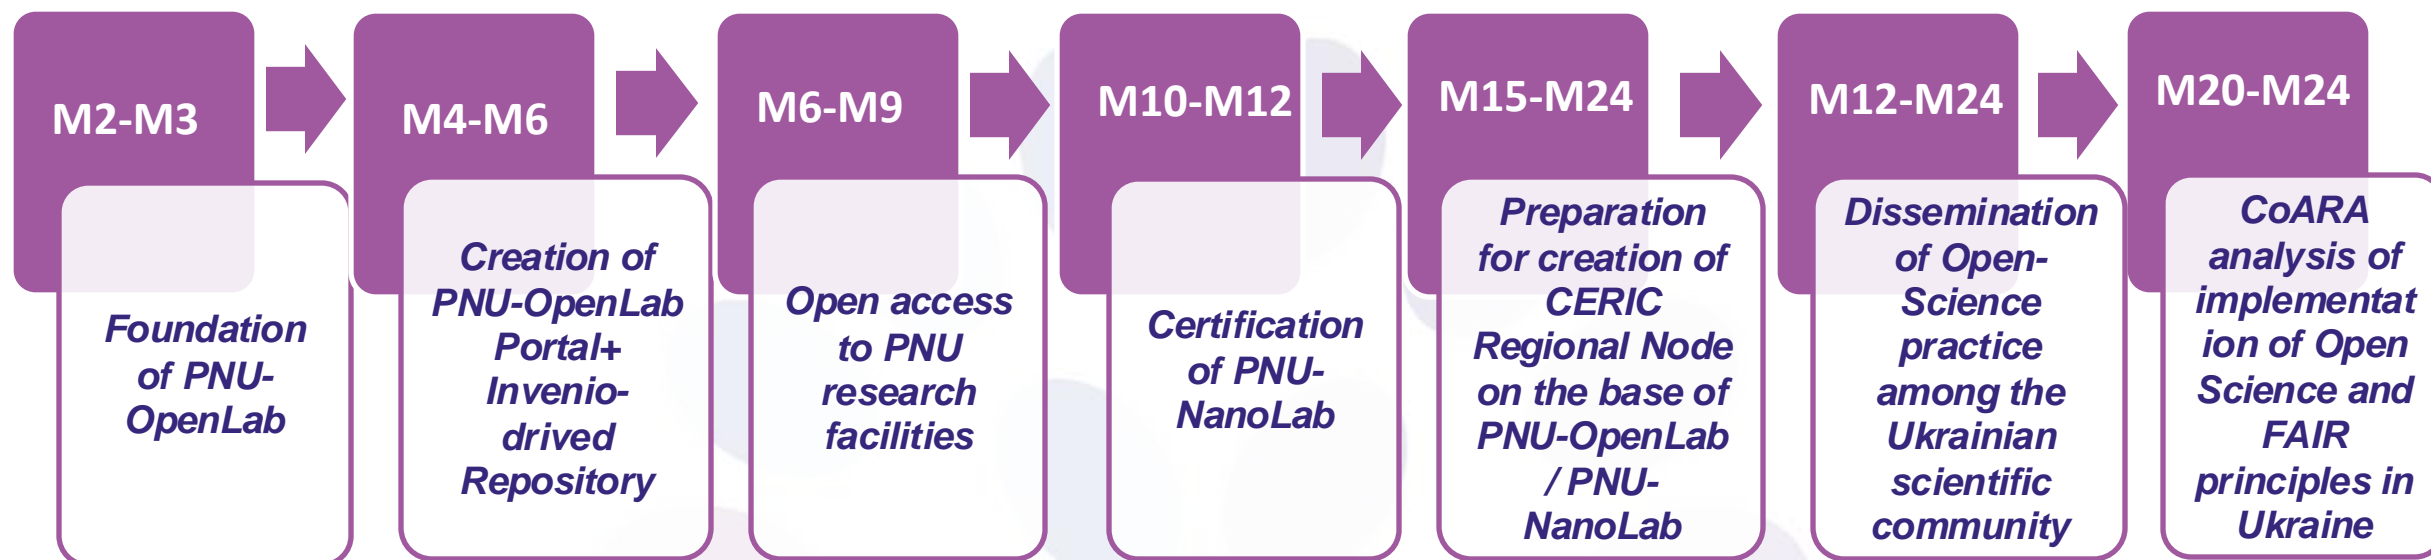 M2-M3
Foundation
of PNU-
OpenLab
M4-M6
Creation of
PNU-OpenLab
Portal+
Invenio-
drived
Repository
M6-M9
Open access
to PNU
research
facilities
M10-M12
Certification
of PNU-
NanoLab
M15-M24
Preparation
for creation of
CERIC
Regional Node
on the base of
PNU-OpenLab
/ PNU-
NanoLab
M12-M24
Dissemination
of Open-
Science
practice
among the
Ukrainian
scientific
community
M20-M24
CoARA
analysis of
implementat
ion of Open
Science and
FAIR
principles in
Ukraine